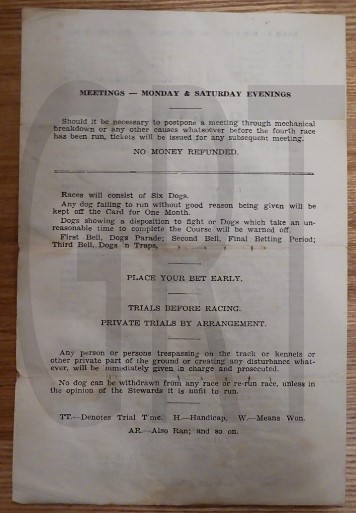 MEETINGS — MONDAY & SATURDAY EVENINGS
Should it be necessary to postpone a meeting through mechanical
breakdown or any other causes whatsoever before the fourth race
has been run, tickets will be issued for any subsequent meeting.
NO MONEY REFUNDED.
Races will consist of Six Dogs.
Any dog failing to run without good reason being given will be
kept off the Card for One Month.
Dogs showing a disposition to fight or Dogs which take an un-
reasonable time to complete the Course will be warned off.
First Bell, Dogs Parade; Second Bell, Final Betting Period;
Third Bell, Dogs 'n Traps,
PLACE YOUR BET EARLY.
TRIALS BEFORE RACING.
PRIVATE TRIALS BY ARRANGEMENT.
Any person or persons trespassing on the track or kennels or
other private part of the ground or creating any disturbance what-
ever, will be immediately given in charge and prosecuted.
No dog can be withdrawn from any race or re-run race, unless in
the opinion of the Stewards it is unfit to run.
TT.—Denotes Trial T me. H.—Handicap. W.—Means Won.
AR.—Also Ran; and so on.